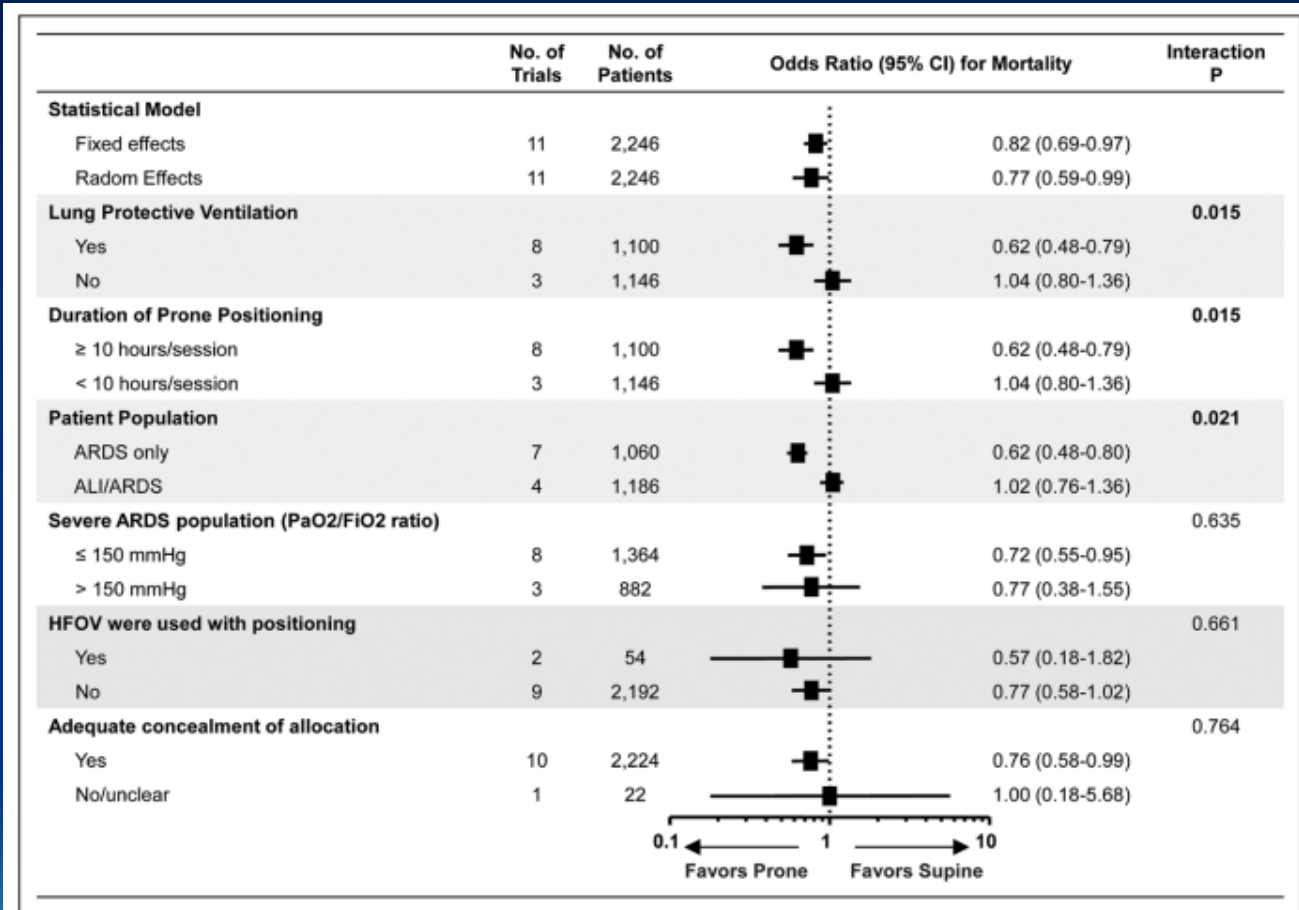 No. of Trials No. of Patients Odds Ratio (95% CI) for Mortality Interaction P
Statistical Model
Fixed effects 11 2,246 0.82 (0.69-0.97)
Radom Effects 11 2,246 0.77 (0.59-0.99)
Lung Protective Ventilation 0.015
Yes 8 1,100 0.62 (0.48-0.79)
No 3 1,146 1.04 (0.80-1.36)
Duration of Prone Positioning 0.015
≥ 10 hours/session 8 1,100 0.62 (0.48-0.79)
< 10 hours/session 3 1,146 1.04 (0.80-1.36)
Patient Population 0.021
ARDS only 7 1,060 0.62 (0.48-0.80)
ALI/ARDS 4 1,186 1.02 (0.76-1.36)
Severe ARDS population (PaO2/FiO2 ratio) 0.635
≤ 150 mmHg 8 1,364 0.72 (0.55-0.95)
> 150 mmHg 3 882 0.77 (0.38-1.55)
HFOV were used with positioning 0.661
Yes 2 54 0.57 (0.18-1.82)
No 9 2,192 0.77 (0.58-1.02)
Adequate concealment of allocation 0.764
Yes 10 2,224 0.76 (0.58-0.99)
No/unclear 1 22 1.00 (0.18-5.68)
0.1 1 10
Favors Prone Favors Supine